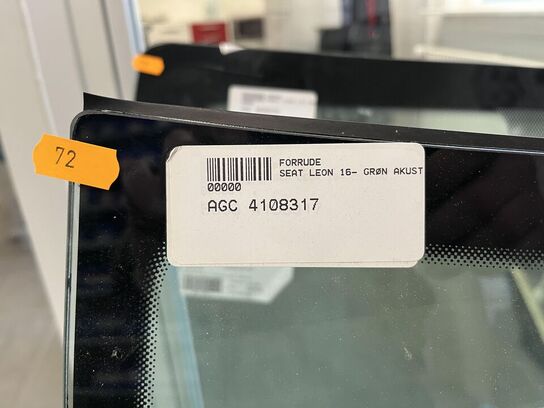 72
FORRUDE
SEAT LEON 16- GRØN AKUST
00000
AGC 4108317